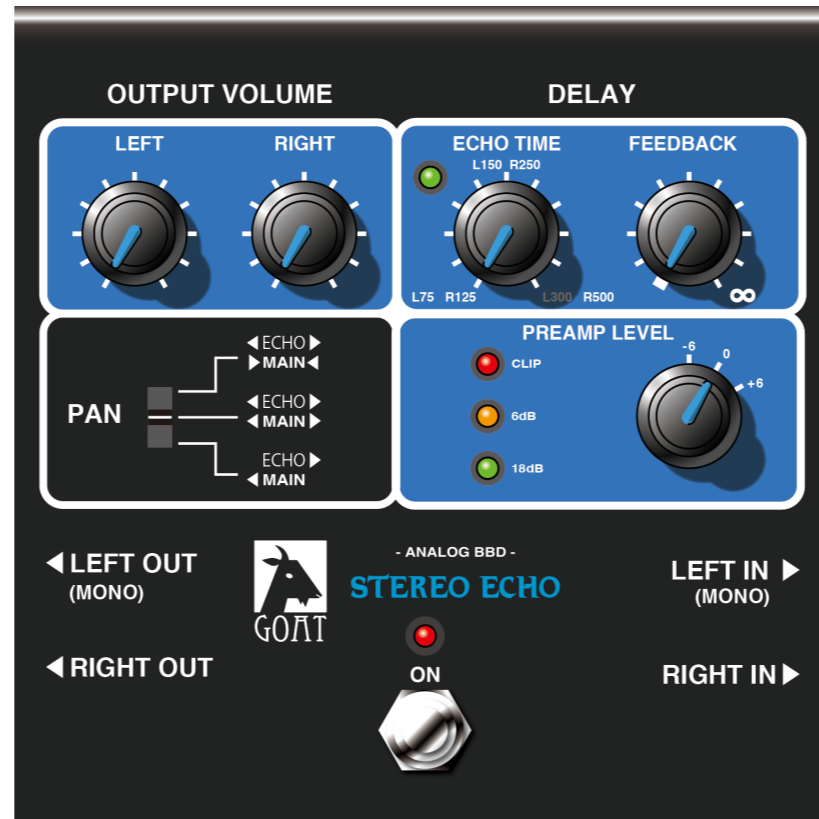 OUTPUT VOLUME
DELAY
LEFT
RIGHT
ECHO TIME
FEEDBACK
L150 R250
L75 R125
L300 R500
∞
PREAMP LEVEL
-6
0
+6
CLIP
6dB
18dB
PAN
◀ECHO▶
▶MAIN◀
◀ECHO▶
◀MAIN▶
ECHO▶
◀MAIN
◀LEFT OUT
(MONO)
GOAT
- ANALOG BBD -
STEREO ECHO
LEFT IN ▶
(MONO)
◀RIGHT OUT
ON
RIGHT IN▶